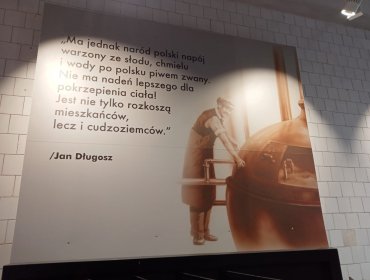 „Ma jednak naród polski napój
warzony ze słodu, chmielu
i wody po polsku piwem zwany.
Nie ma nadeń lepszego dla
pokrzepienia ciała!
Jest nie tylko rozkoszą
mieszkańców,
lecz i cudzoziemców.”
/Jan Długosz